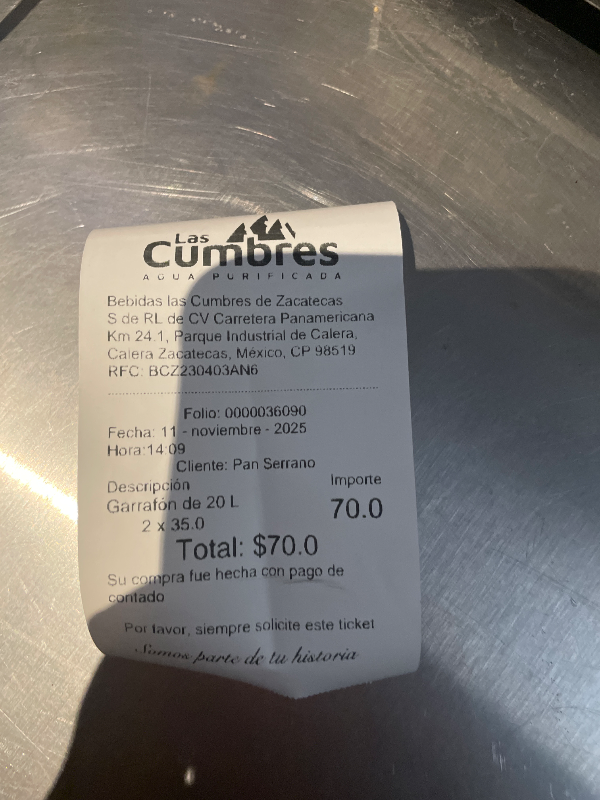 Las
Cumbres
AGUA PURIFICADA
Bebidas las Cumbres de Zacatecas
S de RL de CV Carretera Panamericana
Km 24.1, Parque Industrial de Calera,
Calera Zacatecas, México, CP 98519
RFC: BCZ230403AN6
Folio: 0000036090
Fecha: 11 - noviembre - 2025
Hora:14:09
Cliente: Pan Serrano
Descripción Importe
Garrafón de 20 L 70.0
2 x 35.0
Total: $70.0
Su compra fue hecha con pago de
contado
Por favor, siempre solicite este ticket
Somos parte de tu historia